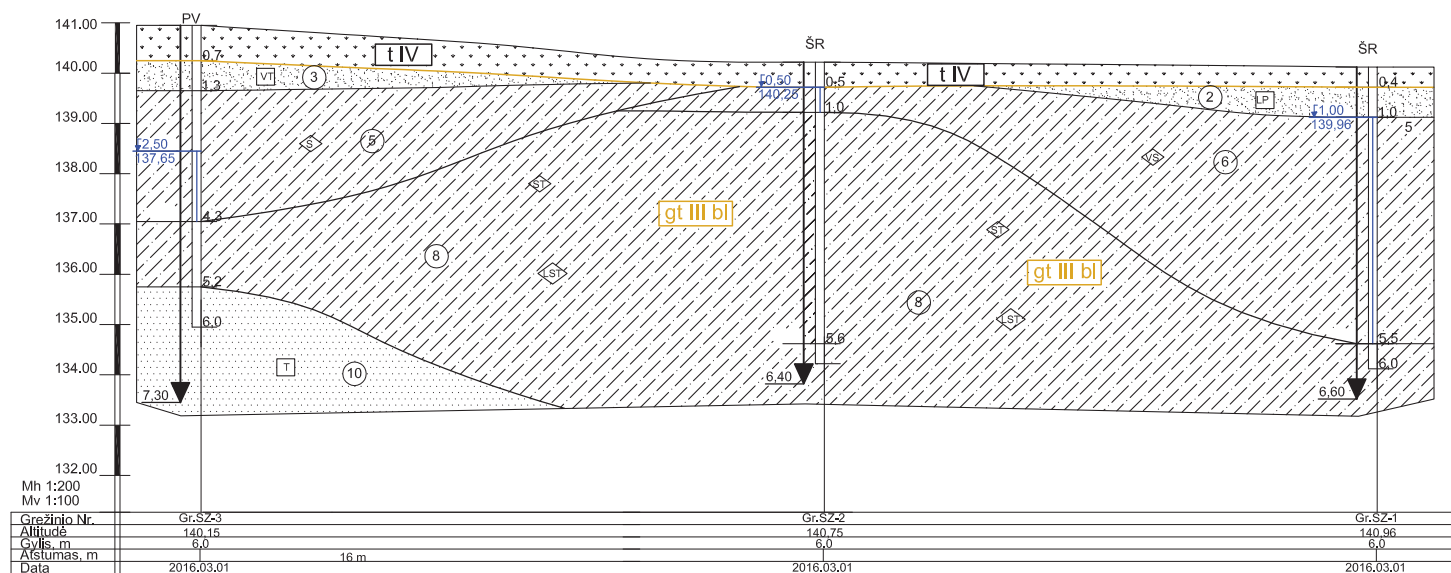 141.00
140.00
139.00
138.00
137.00
136.00
135.00
134.00
133.00
132.00
PV
ŠR
ŠR
t IV
t IV
0.7
VT
3
1.3
0,50
140,25
0.5
1.0
2
LP
0.4
1.0
1,00
139,96
5
2,50
137,65
S
5
ST
VS
6
4.3
gt III bl
8
LST
ST
gt III bl
8
LST
5.2
6,0
5.6
5.5
6.0
T
10
7,30
6,40
6,60
Mh 1:200
Mv 1:100
Gręžinio Nr. Gr.SZ-3 Gr.SZ-2 Gr.SZ-1
Altitudė 140.15 140.75 140.96
Gylis, m 6.0 6.0 6.0
Atstumas, m 16 m
Data 2016.03.01 2016.03.01 2016.03.01